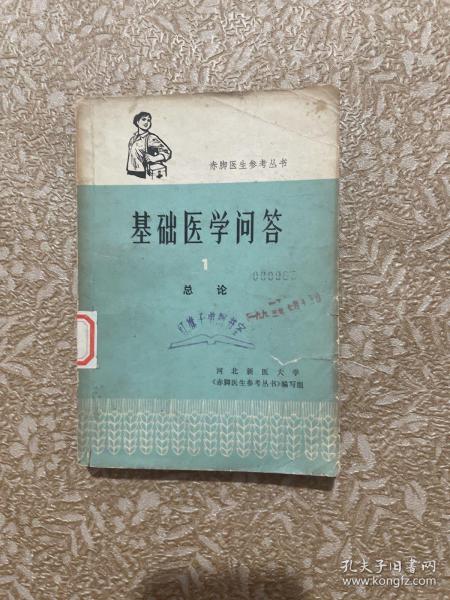 赤脚医生参考丛书
基础医学问答
1
总论
河北新医大学
《赤脚医生参考丛书》编写组
孔夫子旧书网
www.kongfz.com